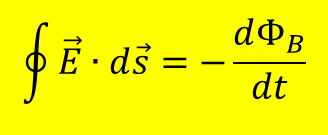 ∮ E⃗ · ds⃗ = − dΦ_B / dt